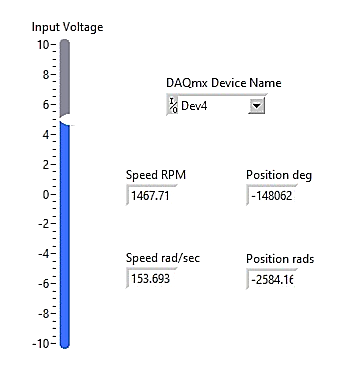 Input Voltage
10
8
6
4
2
0
-2
-4
-6
-8
-10
DAQmx Device Name
I/O Dev4
Speed RPM
1467.71
Position deg
-148062
Speed rad/sec
153.693
Position rads
-2584.16